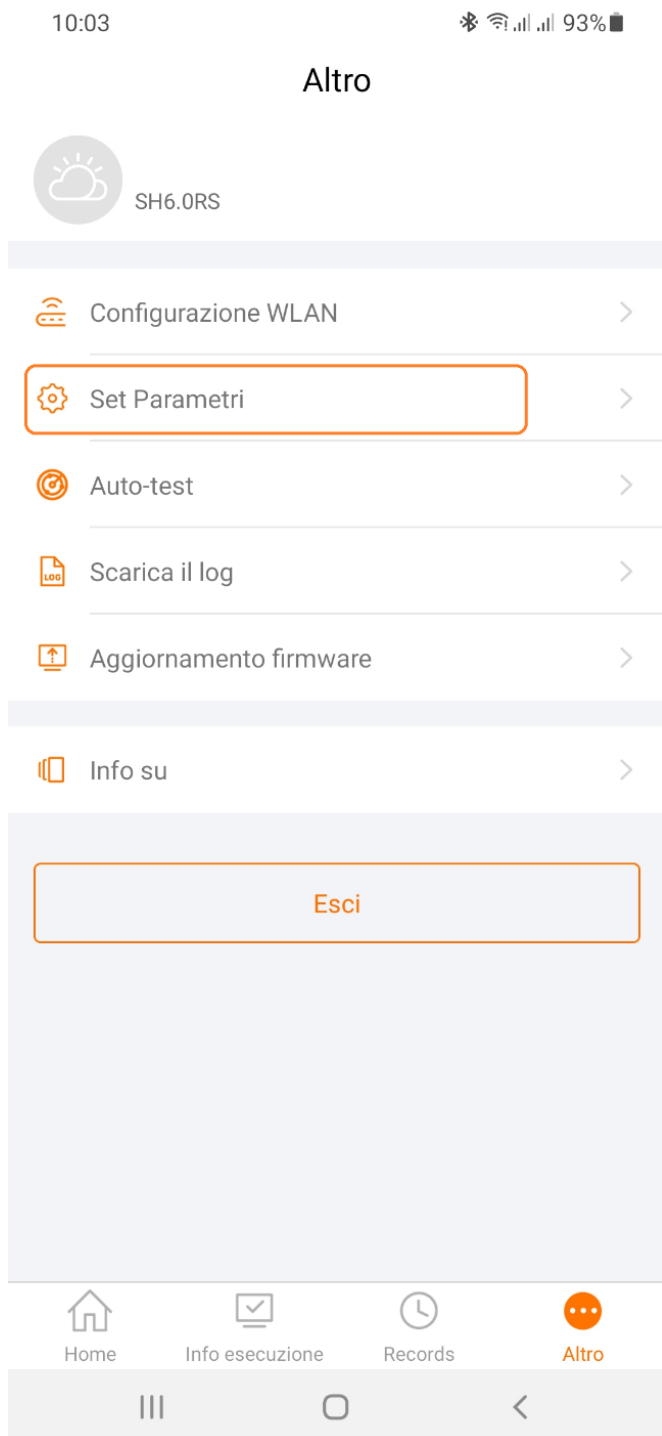 10:03
93%
Altro
SH6.0RS
Configurazione WLAN
Set Parametri
Auto-test
LOG
Scarica il log
Aggiornamento firmware
Info su
Esci
Home Info esecuzione Records Altro